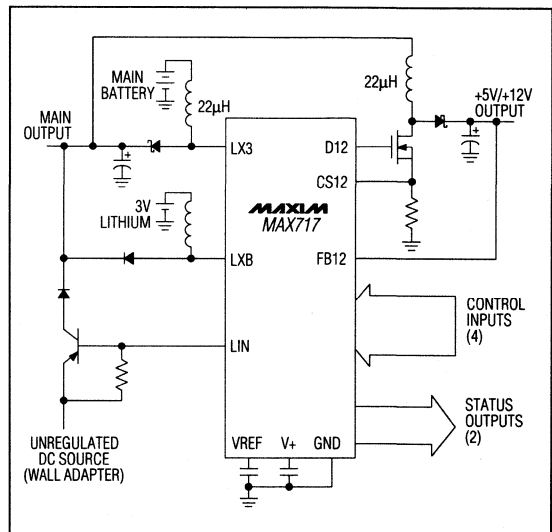 MAIN
BATTERY
22μH
MAIN
OUTPUT
22μH
+5V/+12V
OUTPUT
+
+
LX3
D12
CS12
3V
LITHIUM
MAXIM
MAX717
LXB
FB12
CONTROL
INPUTS
(4)
LIN
STATUS
OUTPUTS
(2)
UNREGULATED
DC SOURCE
(WALL ADAPTER)
VREF V+ GND